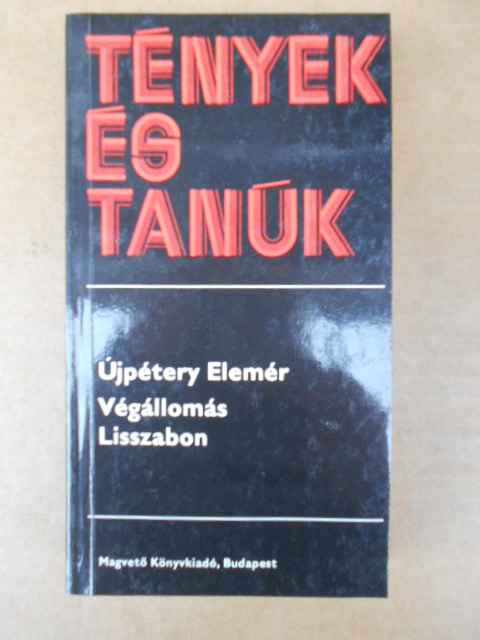 TÉNYEK
ÉS
TANÚK
Újpétery Elemér
Végállomás
Lisszabon
Magvető Könyvkiadó, Budapest